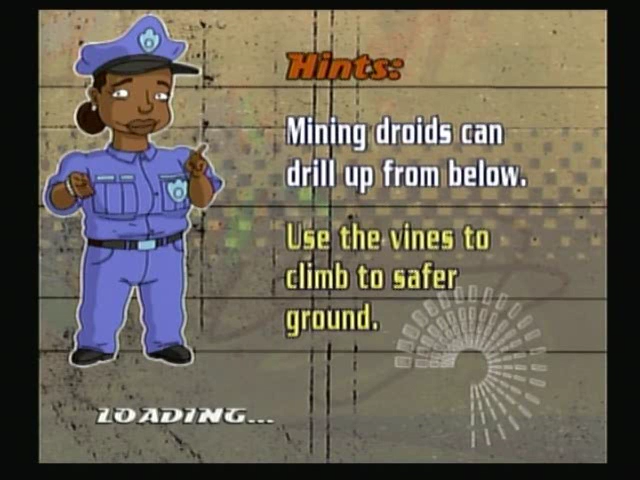 Hints:
Mining droids can
drill up from below.
Use the vines to
climb to safer
ground.
LOADING...